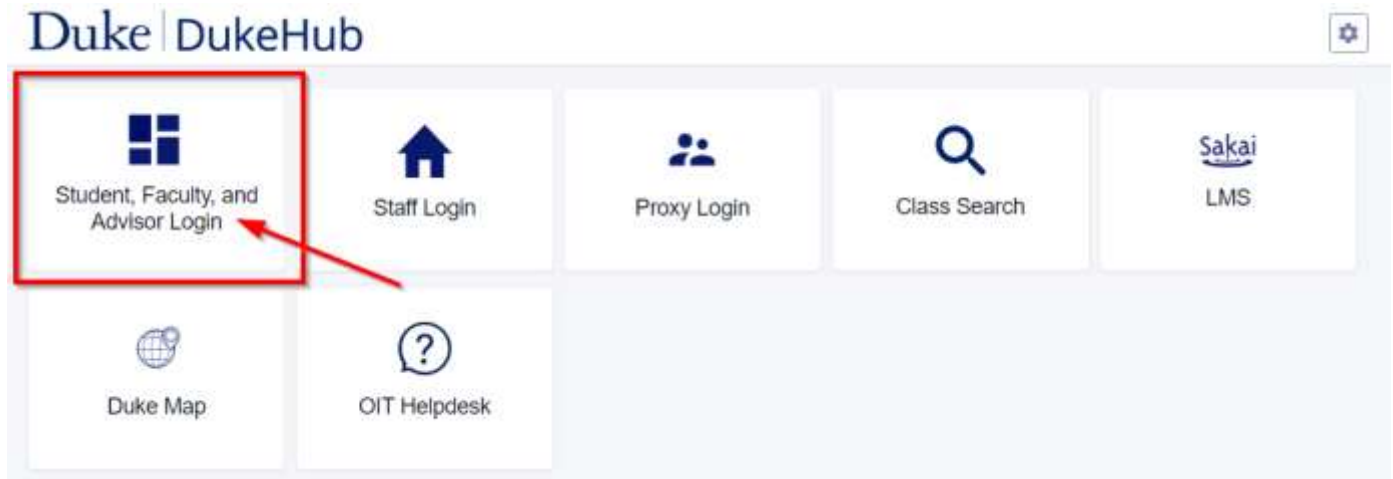 Duke DukeHub
Student, Faculty, and
Advisor Login
Staff Login
Proxy Login
Class Search
Sakai
LMS
Duke Map
?
OIT Helpdesk